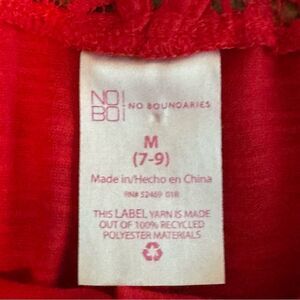 NO
BO! NO BOUNDARIES
M
(7-9)
Made in/Hecho en China
RN# 52469 01R
THIS LABEL YARN IS MADE
OUT OF 100% RECYCLED
POLYESTER MATERIALS